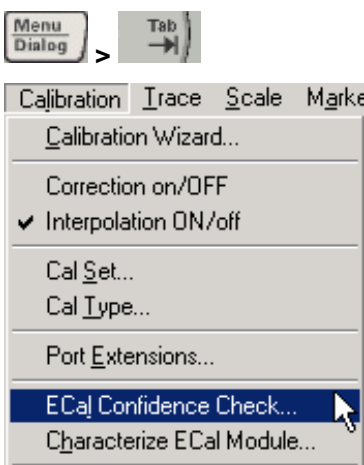 Menu
Dialog
> Tab
Calibration Trace Scale Marke
Calibration Wizard...
Correction on/OFF
✔ Interpolation ON/off
Cal Set...
Cal Type...
Port Extensions...
ECal Confidence Check...
Characterize ECal Module...